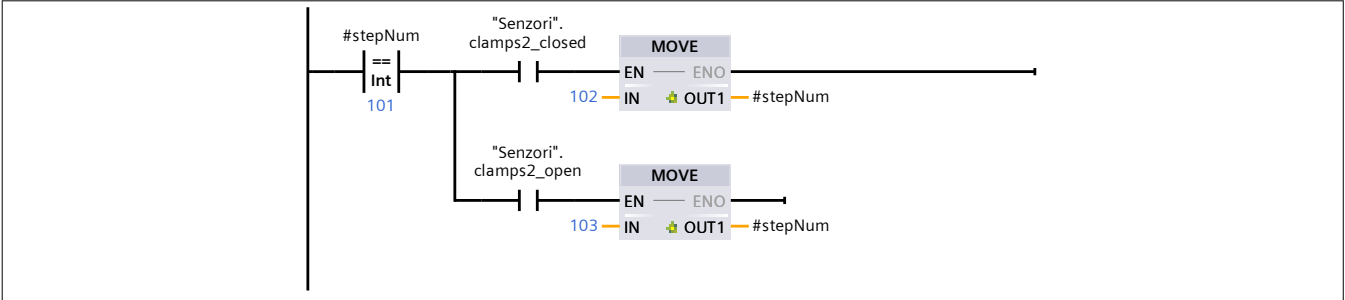 #stepNum
==
Int
101
"Senzori".
clamps2_closed
MOVE
EN ENO
102 IN OUT1 #stepNum
"Senzori".
clamps2_open
MOVE
EN ENO
103 IN OUT1 #stepNum